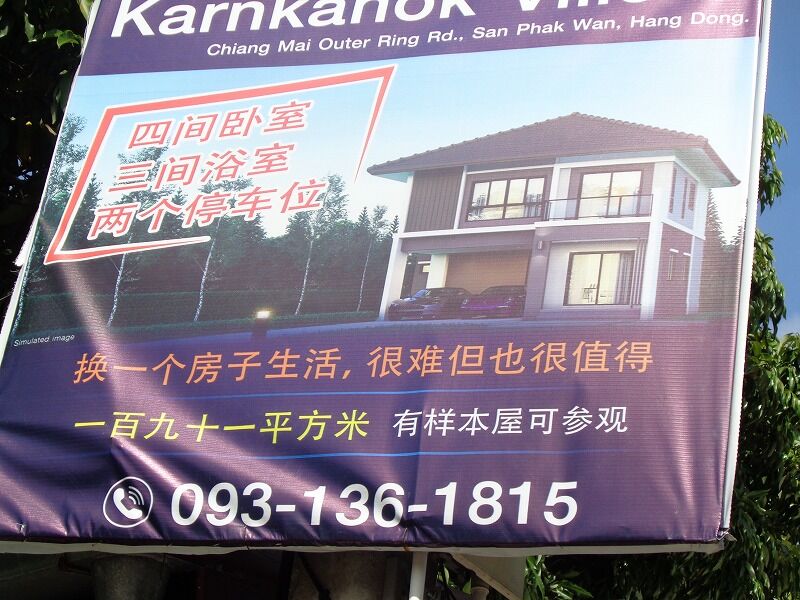 Karnkanok Ville
Chiang Mai Outer Ring Rd., San Phak Wan, Hang Dong.
四间卧室
三间浴室
两个停车位
Simulated image
换一个房子生活, 很难但也很值得
一百九十一平方米 有样本屋可参观
093-136-1815